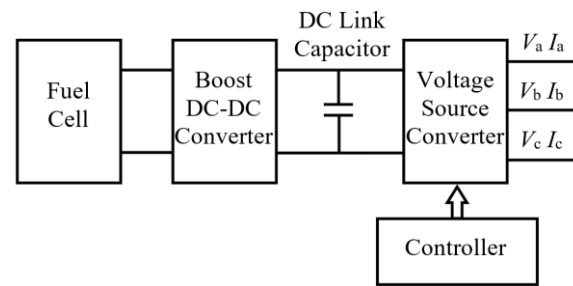 Fuel
Cell
Boost
DC-DC
Converter
DC Link
Capacitor
Voltage
Source
Converter
Va Ia
Vb Ib
Vc Ic
Controller